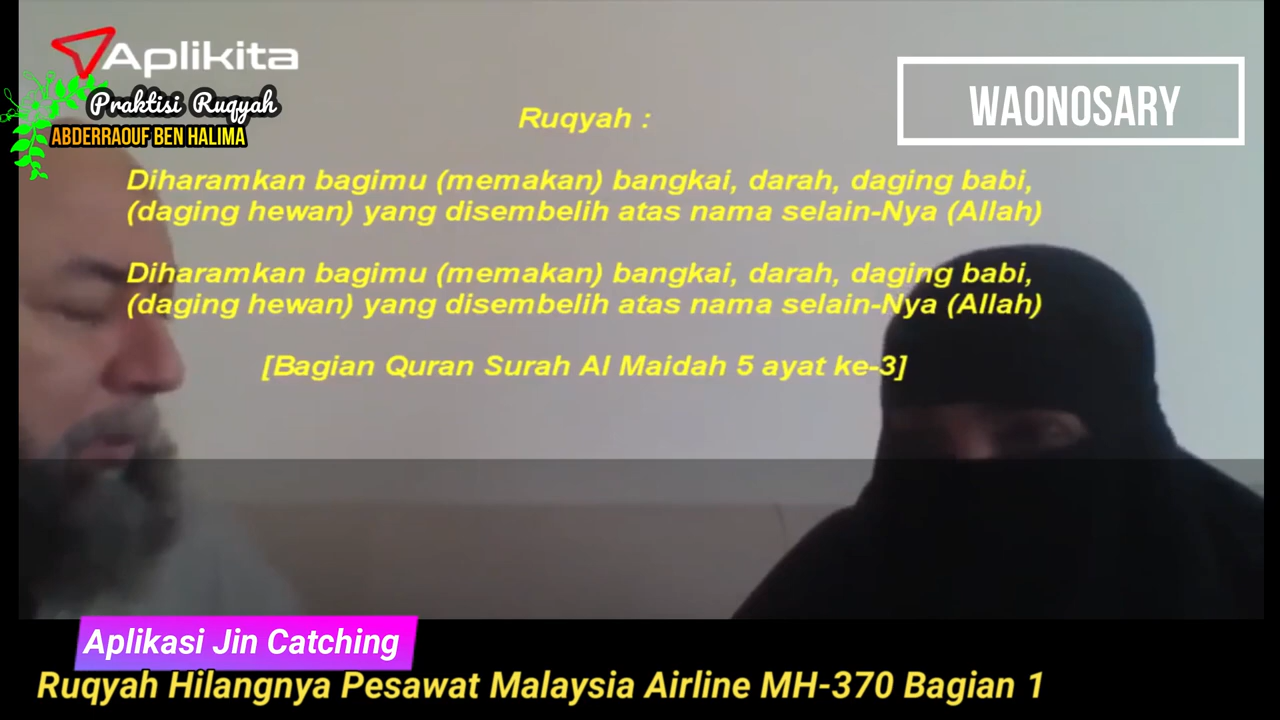 Aplikita
Praktisi Ruqyah
ABDERRAOUF BEN HALIMA
WAONOSARY
Ruqyah :
Diharamkan bagimu (memakan) bangkai, darah, daging babi,
(daging hewan) yang disembelih atas nama selain-Nya (Allah)
Diharamkan bagimu (memakan) bangkai, darah, daging babi,
(daging hewan) yang disembelih atas nama selain-Nya (Allah)
[Bagian Quran Surah Al Maidah 5 ayat ke-3]
Aplikasi Jin Catching
Ruqyah Hilangnya Pesawat Malaysia Airline MH-370 Bagian 1